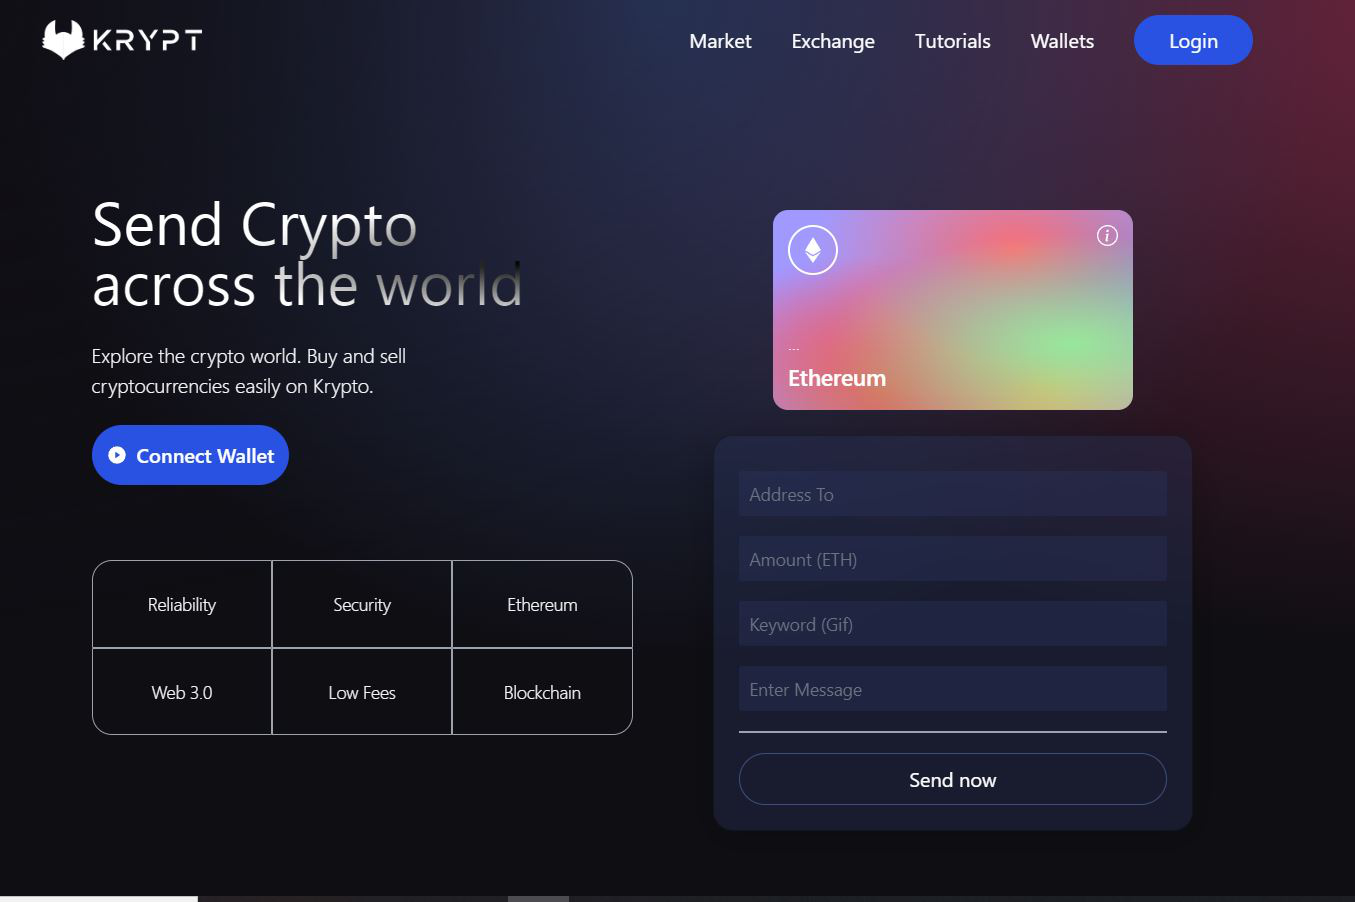 KRYPT
Market
Exchange
Tutorials
Wallets
Login
Send Crypto
across the world
Explore the crypto world. Buy and sell
cryptocurrencies easily on Krypto.
Connect Wallet
Reliability
Security
Ethereum
Web 3.0
Low Fees
Blockchain
i
...
Ethereum
Address To
Amount (ETH)
Keyword (Gif)
Enter Message
Send now